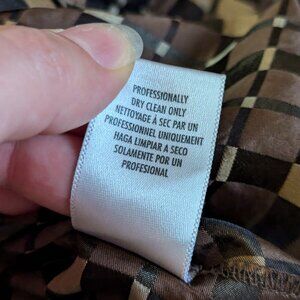 PROFESSIONALLY
DRY CLEAN ONLY
NETTOYAGE À SEC PAR UN
PROFESSIONNEL UNIQUEMENT
HAGA LIMPIAR A SECO
SOLAMENTE POR UN
PROFESIONAL